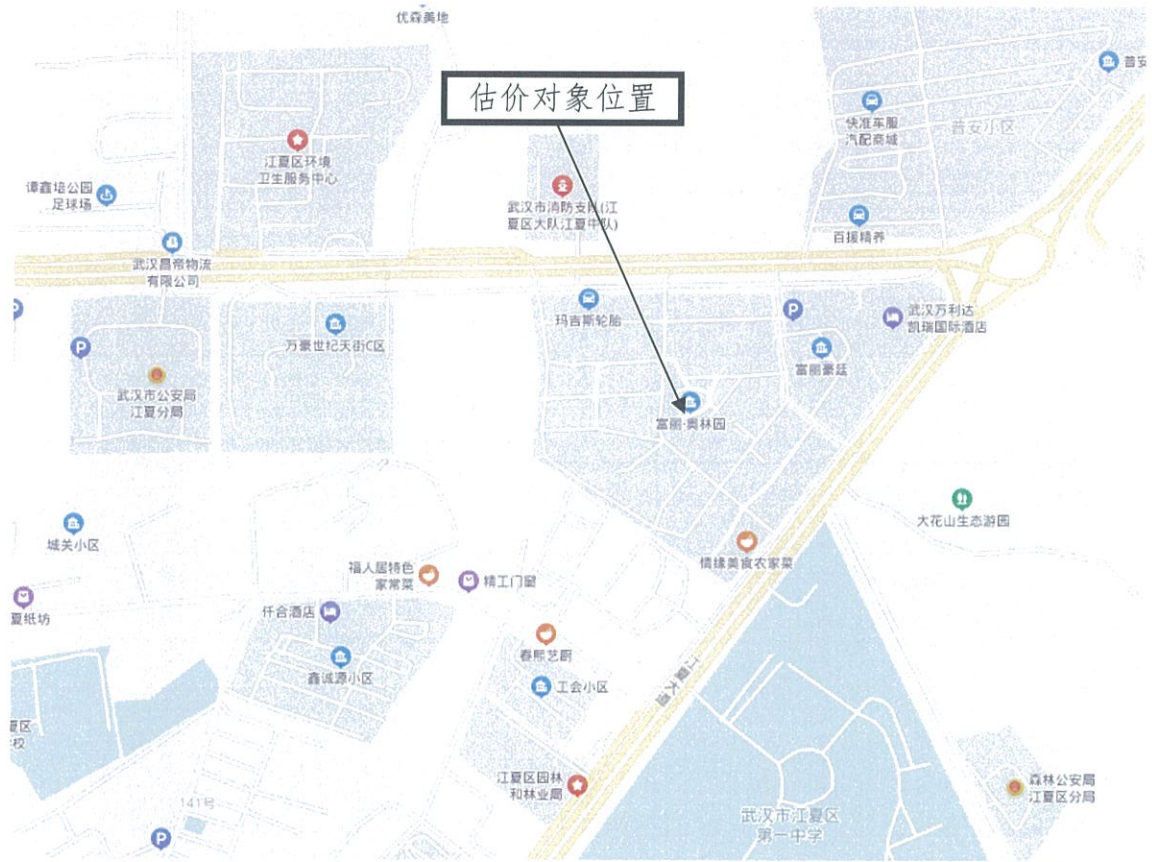 优森美地
估价对象位置
普安
快准车服
汽配商城
普安小区
江夏区环境
卫生服务中心
谭鑫培公园
足球场
武汉市消防支队(江
夏区大队江夏中队)
百援精养
武汉昌帝物流
有限公司
P
玛吉斯轮胎
P
武汉万利达
凯瑞国际酒店
万豪世纪天街C区
P
富丽豪廷
武汉市公安局
江夏分局
富丽·奥林园
大花山生态游园
城关小区
情缘美食农家菜
福人居特色
家常菜
精工门窗
夏纸坊
仟合酒店
春熙艺厨
鑫诚源小区
工会小区
江夏大道
夏区
校
江夏区园林
和林业局
森林公安局
江夏区分局
141号
武汉市江夏区
第一中学
P